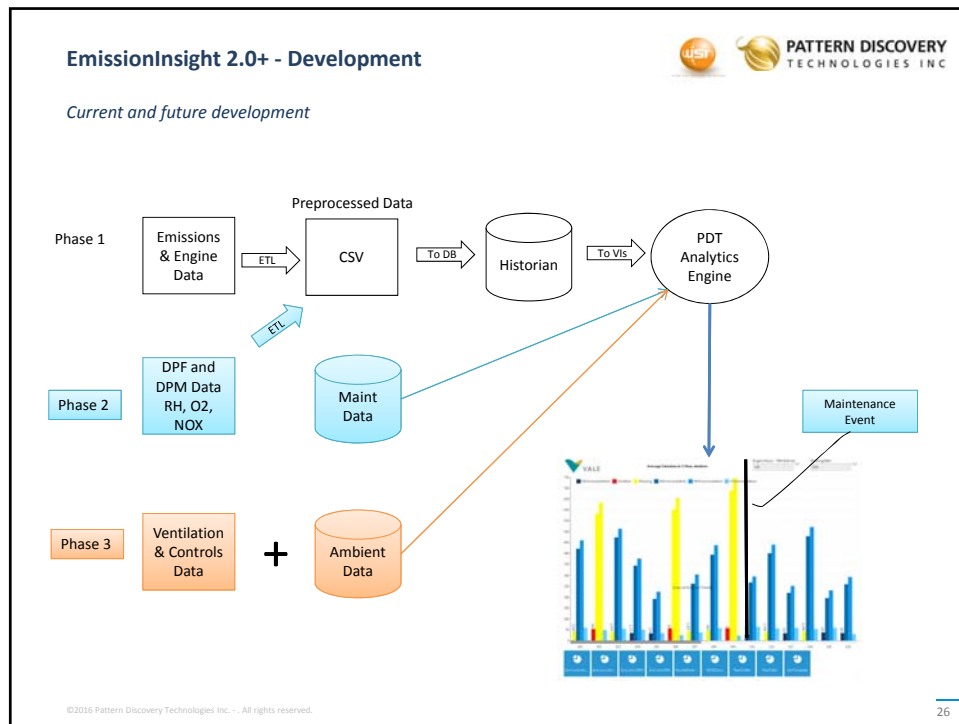 EmissionInsight 2.0+ - Development
wsn
PATTERN DISCOVERY
TECHNOLOGIES INC
Current and future development
Preprocessed Data
Phase 1
Emissions
& Engine
Data
ETL
CSV
To DB
Historian
To VIs
PDT
Analytics
Engine
ETL
Phase 2
DPF and
DPM Data
RH, O2,
NOX
Maint
Data
Maintenance
Event
VALE
Phase 3
Ventilation
& Controls
Data
+
Ambient
Data
©2016 Pattern Discovery Technologies Inc. - . All rights reserved.
26